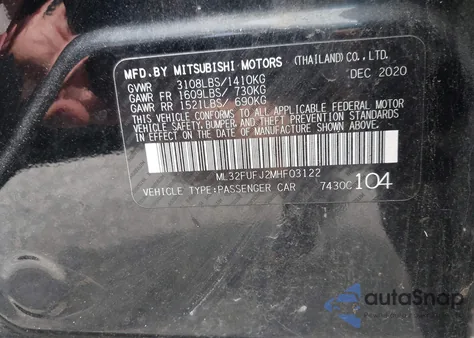 MFD.BY MITSUBISHI MOTORS (THAILAND)CO.,LTD.
GVWR 3108LBS/1410KG DEC 2020
GAWR FR 1609LBS/ 730KG
GAWR RR 1521LBS/ 690KG
THIS VEHICLE CONFORMS TO ALL APPLICABLE FEDERAL MOTOR
VEHICLE SAFETY, BUMPER AND THEFT PREVENTION STANDARDS
IN EFFECT ON THE DATE OF MANUFACTURE SHOWN ABOVE.
ML32FUFJ2MHF03122
VEHICLE TYPE:PASSENGER CAR 7430C 104
autoSnap